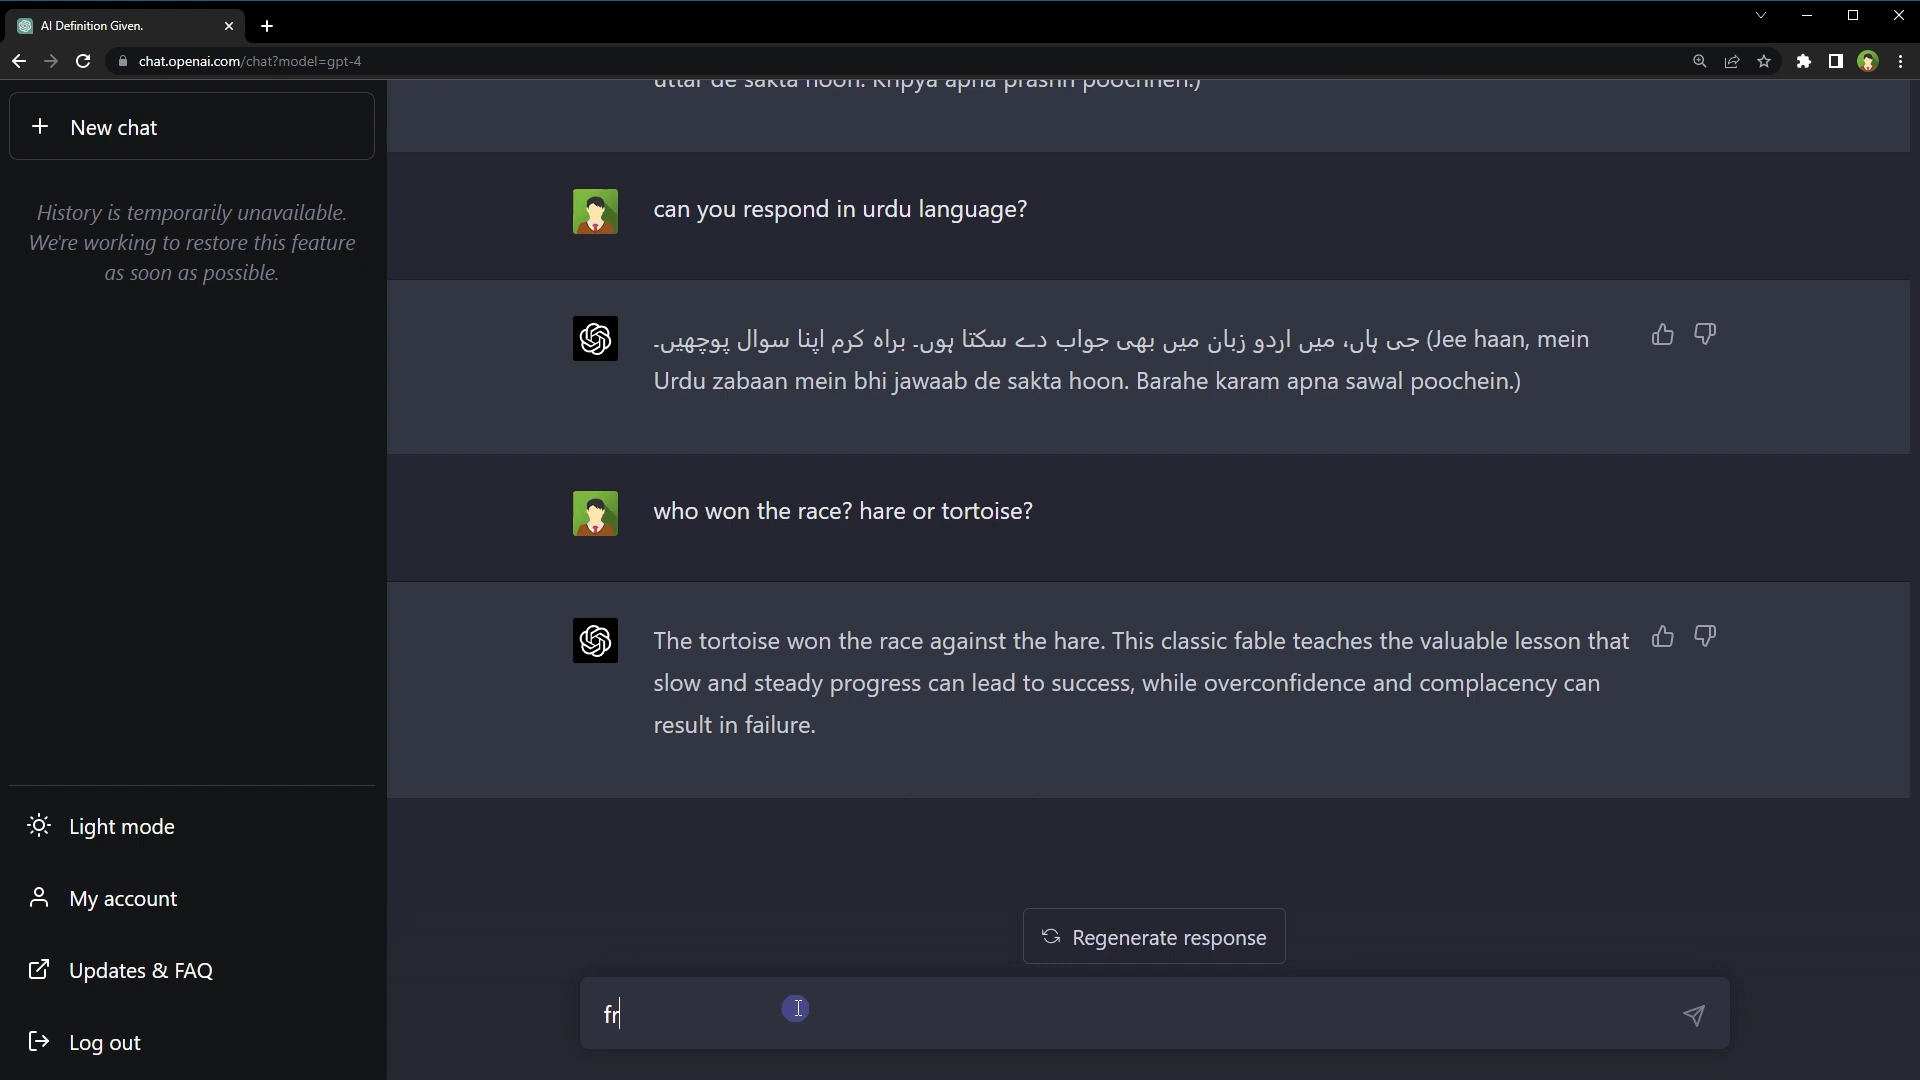 AI Definition Given.
chat.openai.com/chat?model=gpt-4
New chat
History is temporarily unavailable.
We're working to restore this feature
as soon as possible.
uttar de sakta hoon. Kripya apna prashn poochhen.)
can you respond in urdu language?
جی ہاں، میں اردو زبان میں بھی جواب دے سکتا ہوں۔ براہ کرم اپنا سوال پوچھیں۔ (Jee haan, mein
Urdu zabaan mein bhi jawaab de sakta hoon. Barahe karam apna sawal poochein.)
who won the race? hare or tortoise?
The tortoise won the race against the hare. This classic fable teaches the valuable lesson that
slow and steady progress can lead to success, while overconfidence and complacency can
result in failure.
Light mode
My account
Updates & FAQ
Log out
Regenerate response
fr